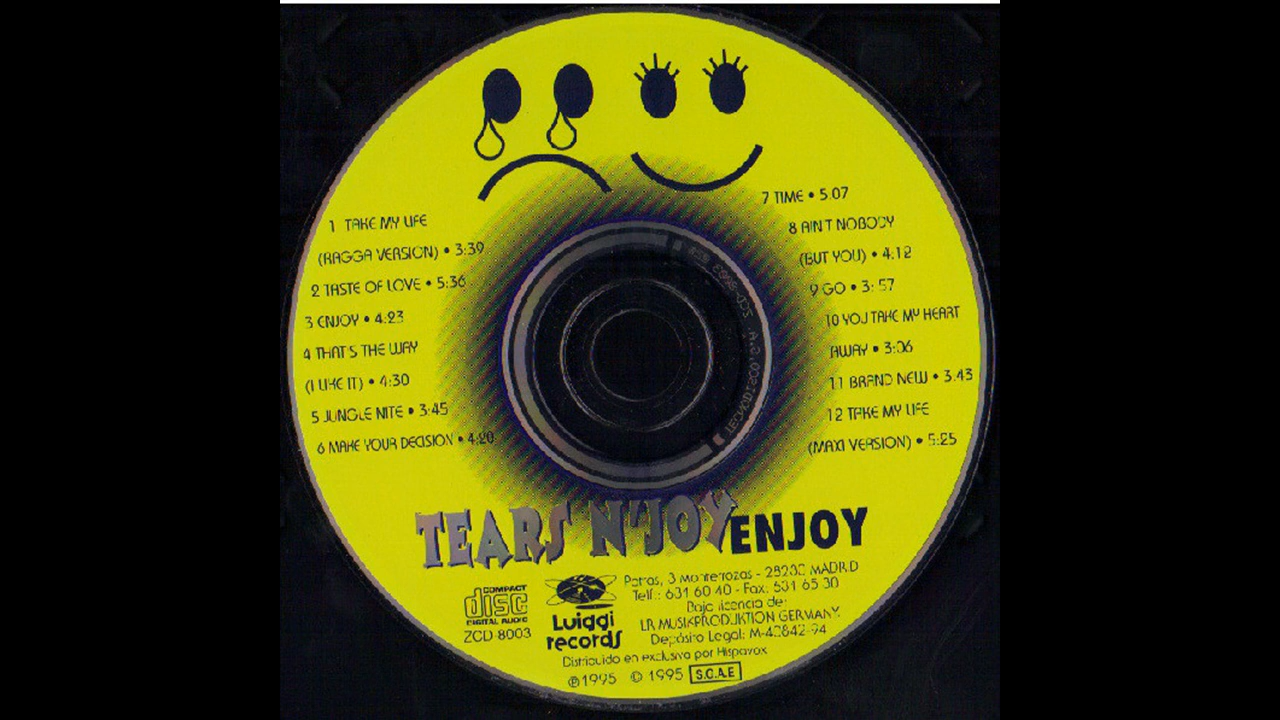 1 TAKE MY LIFE
(RAGGA VERSION) • 3:39
2 TASTE OF LOVE • 5:36
3 ENJOY • 4:23
4 THAT'S THE WAY
(I LIKE IT) • 4:30
5 JUNGLE NITE • 3:45
6 MAKE YOUR DECISION • 4:20
7 TIME • 5.07
8 AIN'T NOBODY
(BUT YOU) • 4:12
9 GO • 3:57
10 YOU TAKE MY HEART
AWAY • 3:06
11 BRAND NEW • 3.43
12 TAKE MY LIFE
(MAXI VERSION) • 5:25
TEARS N'JOY ENJOY
COMPACT
disc
DIGITAL AUDIO
ZCD 8003
Luiggi
records
3 Monterrozas - MADRID
Telf.: 631 60 40 - Fax: 631 65 30
Bajo licencia de:
LR MUSIKPRODUKTION GERMANY
Depósito Legal: M-40842-94
Distribuido en exclusiva por Hispavox
℗1995 © 1995 S.G.A.E